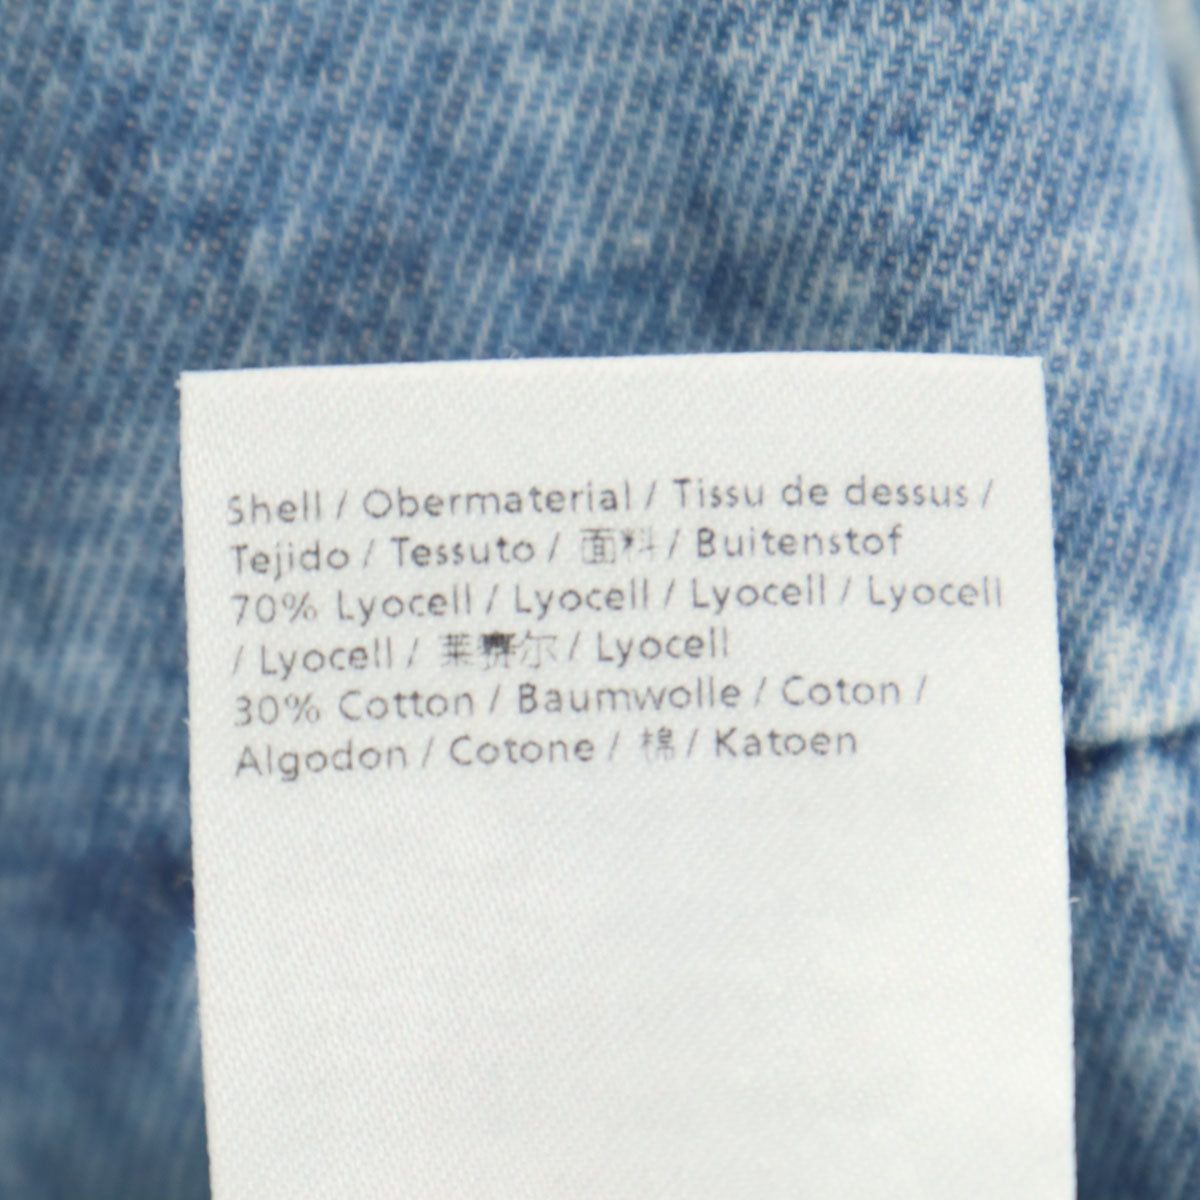 Shell / Obermaterial / Tissu de dessus /
Tejido / Tessuto / 面料 / Buitenstof
70% Lyocell / Lyocell / Lyocell / Lyocell
/ Lyocell / 莱赛尔 / Lyocell
30% Cotton / Baumwolle / Coton /
Algodon / Cotone / 棉 / Katoen